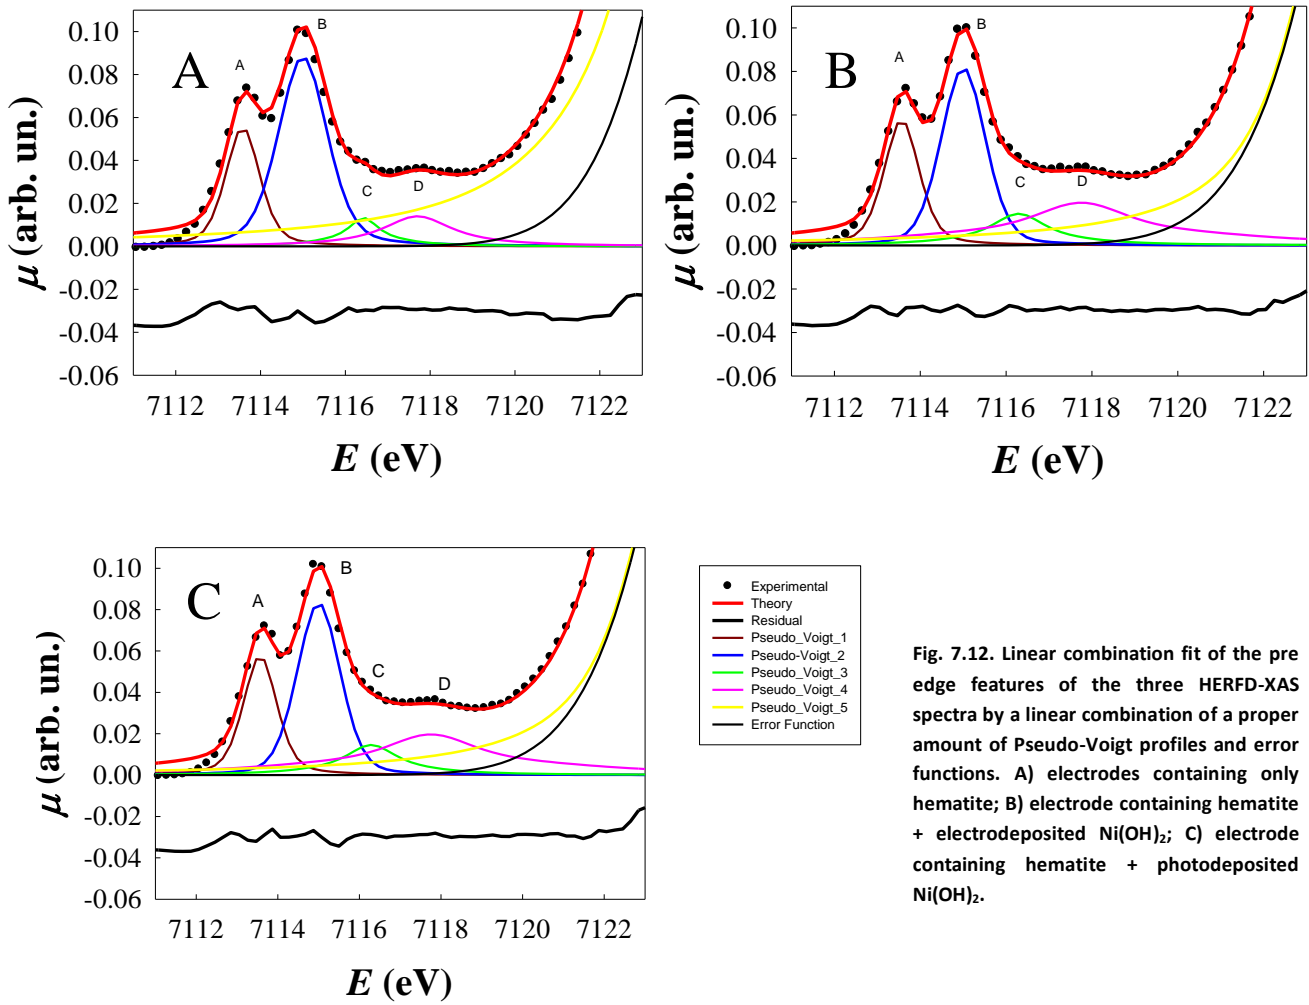 A
A
B
C
D
0.10
0.08
0.06
0.04
0.02
0.00
-0.02
-0.04
-0.06
μ (arb. un.)
7112 7114 7116 7118 7120 7122
E (eV)
B
A
B
C
D
0.10
0.08
0.06
0.04
0.02
0.00
-0.02
-0.04
-0.06
μ (arb. un.)
7112 7114 7116 7118 7120 7122
E (eV)
C
A
B
C
D
0.10
0.08
0.06
0.04
0.02
0.00
-0.02
-0.04
-0.06
μ (arb. un.)
7112 7114 7116 7118 7120 7122
E (eV)
Experimental
Theory
Residual
Pseudo_Voigt_1
Pseudo-Voigt_2
Pseudo_Voigt_3
Pseudo_Voigt_4
Pseudo_Voigt_5
Error Function
Fig. 7.12. Linear combination fit of the pre
edge features of the three HERFD-XAS
spectra by a linear combination of a proper
amount of Pseudo-Voigt profiles and error
functions. A) electrodes containing only
hematite; B) electrode containing hematite
+ electrodeposited Ni(OH)₂; C) electrode
containing hematite + photodeposited
Ni(OH)₂.